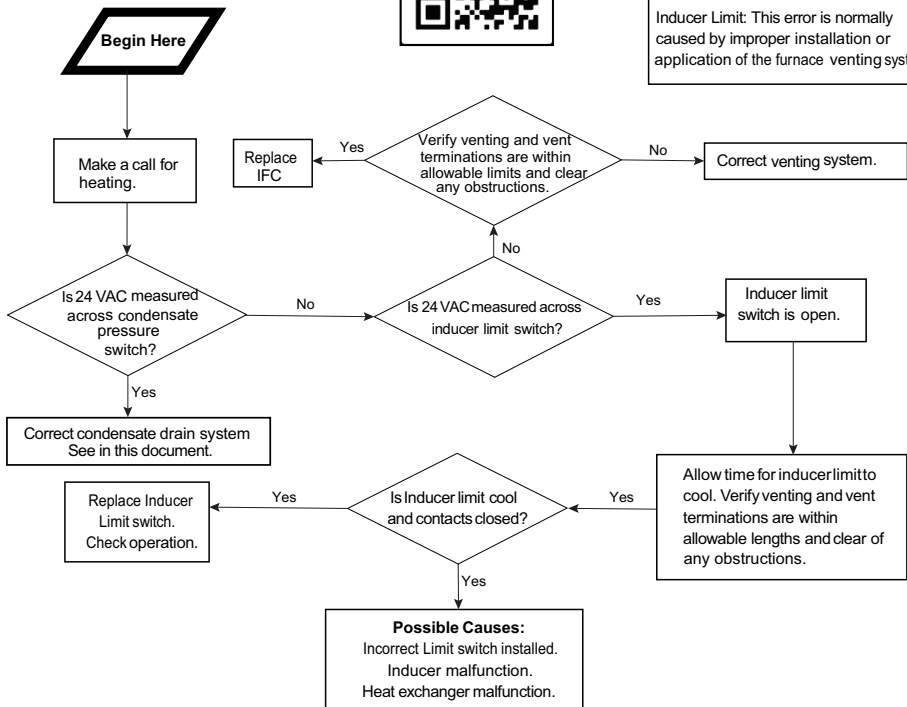 Begin Here
Inducer Limit: This error is normally
caused by improper installation or
application of the furnace venting syst
Make a call for
heating.
Replace
IFC
Yes
Verify venting and vent
terminations are within
allowable limits and clear
any obstructions.
No
Correct venting system.
No
Is 24 VAC measured
across condensate
pressure
switch?
No
Is 24 VAC measured across
inducer limit switch?
Yes
Inducer limit
switch is open.
Yes
Correct condensate drain system
See in this document.
Replace Inducer
Limit switch.
Check operation.
Yes
Is Inducer limit cool
and contacts closed?
Yes
Allow time for inducer limit to
cool. Verify venting and vent
terminations are within
allowable lengths and clear of
any obstructions.
Yes
Possible Causes:
Incorrect Limit switch installed.
Inducer malfunction.
Heat exchanger malfunction.